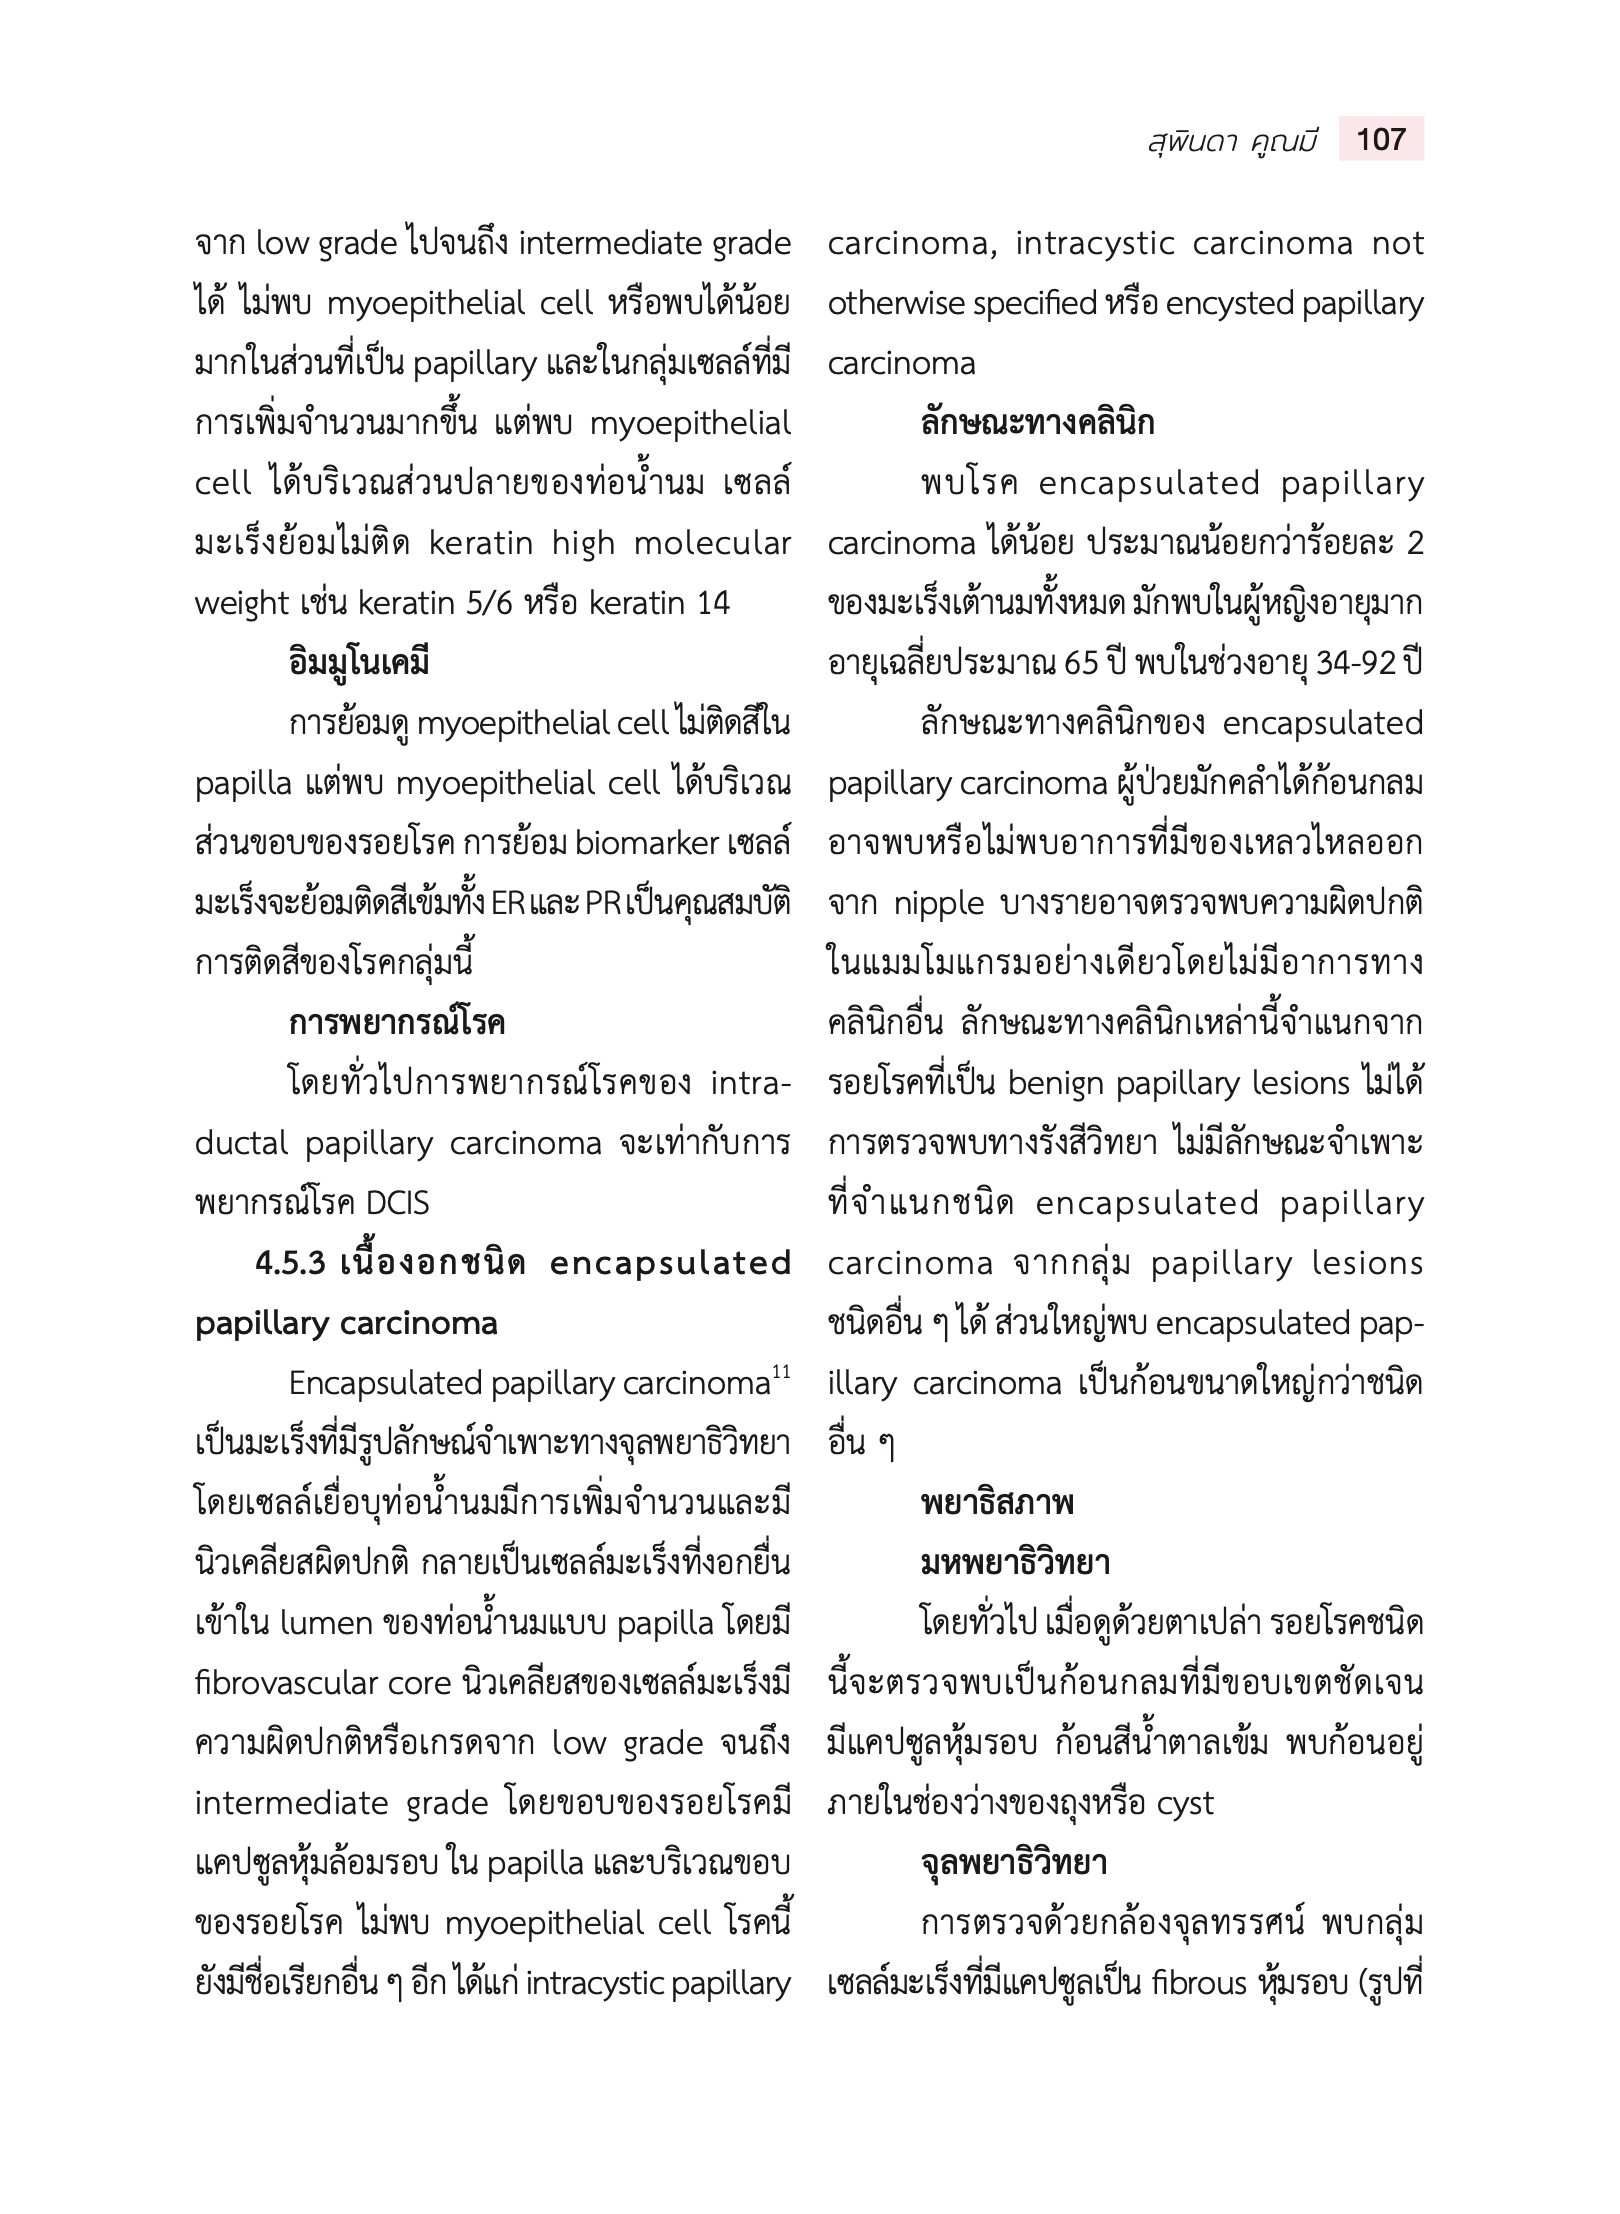 สุพินดา คูณมี 107
จาก low grade ไปจนถึง intermediate grade
ได้ ไม่พบ myoepithelial cell หรือพบได้น้อย
มากในส่วนที่เป็น papillary และในกลุ่มเซลล์ที่มี
การเพิ่มจำนวนมากขึ้น แต่พบ myoepithelial
cell ได้บริเวณส่วนปลายของท่อน้ำนม เซลล์
มะเร็งย้อมไม่ติด keratin high molecular
weight เช่น keratin 5/6 หรือ keratin 14
อิมมูโนเคมี
การย้อมดู myoepithelial cell ไม่ติดสีใน
papilla แต่พบ myoepithelial cell ได้บริเวณ
ส่วนขอบของรอยโรค การย้อม biomarker เซลล์
มะเร็งจะย้อมติดสีเข้มทั้ง ER และ PR เป็นคุณสมบัติ
การติดสีของโรคกลุ่มนี้
การพยากรณ์โรค
โดยทั่วไปการพยากรณ์โรคของ intra-
ductal papillary carcinoma จะเท่ากับการ
พยากรณ์โรค DCIS
4.5.3 เนื้องอกชนิด encapsulated
papillary carcinoma
Encapsulated papillary carcinoma¹¹
เป็นมะเร็งที่มีรูปลักษณ์จำเพาะทางจุลพยาธิวิทยา
โดยเซลล์เยื่อบุท่อน้ำนมมีการเพิ่มจำนวนและมี
นิวเคลียสผิดปกติ กลายเป็นเซลล์มะเร็งที่งอกยื่น
เข้าใน lumen ของท่อน้ำนมแบบ papilla โดยมี
fibrovascular core นิวเคลียสของเซลล์มะเร็งมี
ความผิดปกติหรือเกรดจาก low grade จนถึง
intermediate grade โดยขอบของรอยโรคมี
แคปซูลหุ้มล้อมรอบ ใน papilla และบริเวณขอบ
ของรอยโรค ไม่พบ myoepithelial cell โรคนี้
ยังมีชื่อเรียกอื่น ๆ อีก ได้แก่ intracystic papillary
carcinoma, intracystic carcinoma not
otherwise specified หรือ encysted papillary
carcinoma
ลักษณะทางคลินิก
พบโรค encapsulated papillary
carcinoma ได้น้อย ประมาณน้อยกว่าร้อยละ 2
ของมะเร็งเต้านมทั้งหมด มักพบในผู้หญิงอายุมาก
อายุเฉลี่ยประมาณ 65 ปี พบในช่วงอายุ 34-92 ปี
ลักษณะทางคลินิกของ encapsulated
papillary carcinoma ผู้ป่วยมักคลำได้ก้อนกลม
อาจพบหรือไม่พบอาการที่มีของเหลวไหลออก
จาก nipple บางรายอาจตรวจพบความผิดปกติ
ในแมมโมแกรมอย่างเดียวโดยไม่มีอาการทาง
คลินิกอื่น ลักษณะทางคลินิกเหล่านี้จำแนกจาก
รอยโรคที่เป็น benign papillary lesions ไม่ได้
การตรวจพบทางรังสีวิทยา ไม่มีลักษณะจำเพาะ
ที่จำแนกชนิด encapsulated papillary
carcinoma จากกลุ่ม papillary lesions
ชนิดอื่น ๆ ได้ ส่วนใหญ่พบ encapsulated pap-
illary carcinoma เป็นก้อนขนาดใหญ่กว่าชนิด
อื่น ๆ
พยาธิสภาพ
มหพยาธิวิทยา
โดยทั่วไป เมื่อดูด้วยตาเปล่า รอยโรคชนิด
นี้จะตรวจพบเป็นก้อนกลมที่มีขอบเขตชัดเจน
มีแคปซูลหุ้มรอบ ก้อนสีน้ำตาลเข้ม พบก้อนอยู่
ภายในช่องว่างของถุงหรือ cyst
จุลพยาธิวิทยา
การตรวจด้วยกล้องจุลทรรศน์ พบกลุ่ม
เซลล์มะเร็งที่มีแคปซูลเป็น fibrous หุ้มรอบ (รูปที่